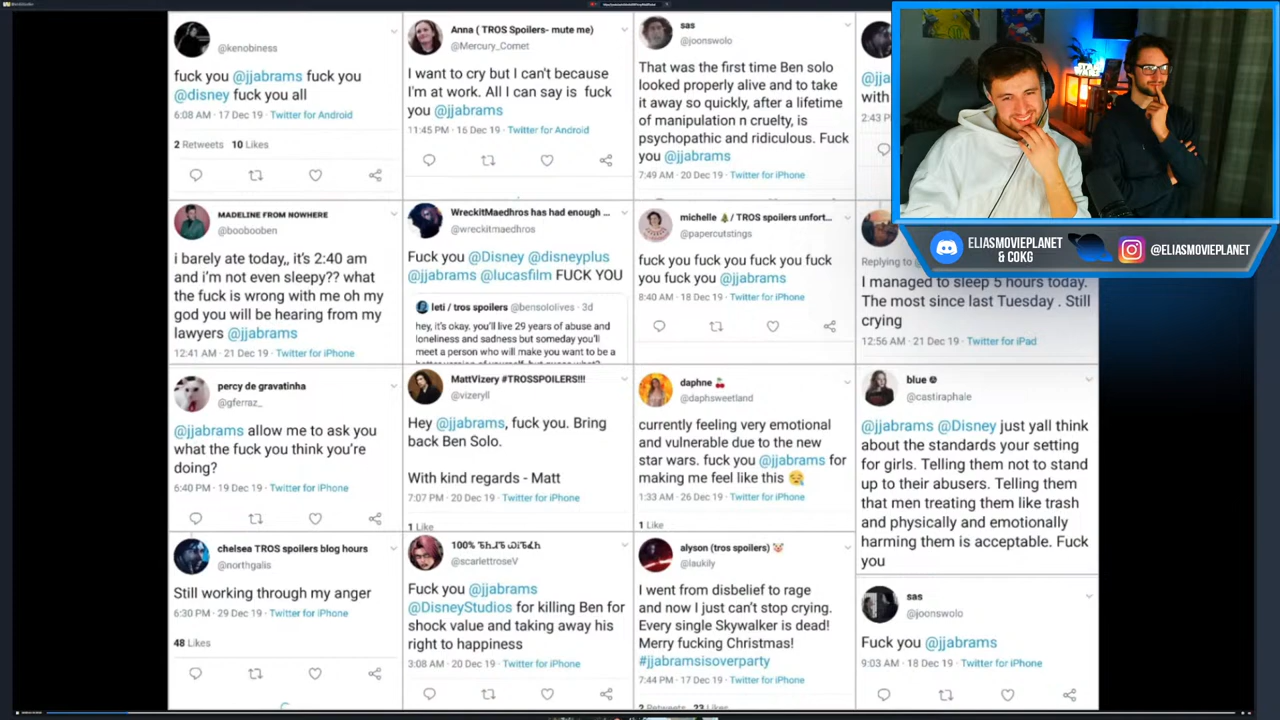 @kenobiness
fuck you @jjabrams fuck you
@disney fuck you all
6:08 AM · 17 Dec 19 · Twitter for Android
2 Retweets 10 Likes
Anna ( TROS Spoilers- mute me)
@Mercury_Comet
I want to cry but I can't because
I'm at work. All I can say is fuck
you @jjabrams
11:45 PM · 16 Dec 19 · Twitter for Android
sas
@joonswolo
That was the first time Ben solo
looked properly alive and to take
it away so quickly, after a lifetime
of manipulation n cruelty, is
psychopathic and ridiculous. Fuck
you @jjabrams
7:49 AM · 20 Dec 19 · Twitter for iPhone
@jja
with
2:43 P
ELIASMOVIEPLANET
& COKG
@ELIASMOVIEPLANET
MADELINE FROM NOWHERE
@boobooben
i barely ate today,, it's 2:40 am
and i'm not even sleepy?? what
the fuck is wrong with me oh my
god you will be hearing from my
lawyers @jjabrams
12:41 AM · 21 Dec 19 · Twitter for iPhone
WreckitMaedhros has had enough ...
@wreckitmaedhros
Fuck you @Disney @disneyplus
@jjabrams @lucasfilm FUCK YOU
leti / tros spoilers @bensololives · 3d
hey, it's okay. you'll live 29 years of abuse and
loneliness and sadness but someday you'll
meet a person who will make you want to be a
michelle 🎄/ TROS spoilers unfort...
@papercutstings
fuck you fuck you fuck you fuck
you fuck you @jjabrams
8:40 AM · 18 Dec 19 · Twitter for iPhone
Replying to
I managed to sleep 5 hours today.
The most since last Tuesday . Still
crying
12:56 AM · 21 Dec 19 · Twitter for iPad
percy de gravatinha
@gferraz_
@jjabrams allow me to ask you
what the fuck you think you're
doing?
6:40 PM · 19 Dec 19 · Twitter for iPhone
MattVizery #TROSSPOILERS!!!
@vizeryll
Hey @jjabrams, fuck you. Bring
back Ben Solo.
With kind regards - Matt
7:07 PM · 20 Dec 19 · Twitter for iPhone
1 Like
daphne 🍒
@daphsweetland
currently feeling very emotional
and vulnerable due to the new
star wars. fuck you @jjabrams for
making me feel like this 😪
1:33 AM · 26 Dec 19 · Twitter for iPhone
1 Like
blue
@castiraphale
@jjabrams @Disney just yall think
about the standards your setting
for girls. Telling them not to stand
up to their abusers. Telling them
that men treating them like trash
and physically and emotionally
harming them is acceptable. Fuck
you
chelsea TROS spoilers blog hours
@northgalis
Still working through my anger
6:30 PM · 29 Dec 19 · Twitter for iPhone
48 Likes
100%
@scarlettroseV
Fuck you @jjabrams
@DisneyStudios for killing Ben for
shock value and taking away his
right to happiness
3:08 AM · 20 Dec 19 · Twitter for iPhone
alyson (tros spoilers) 🤡
@laukily
I went from disbelief to rage
and now I just can't stop crying.
Every single Skywalker is dead!
Merry fucking Christmas!
#jjabramsisoverparty
7:44 PM · 17 Dec 19 · Twitter for iPhone
2 Retweets 23 Likes
sas
@joonswolo
Fuck you @jjabrams
9:03 AM · 18 Dec 19 · Twitter for iPhone